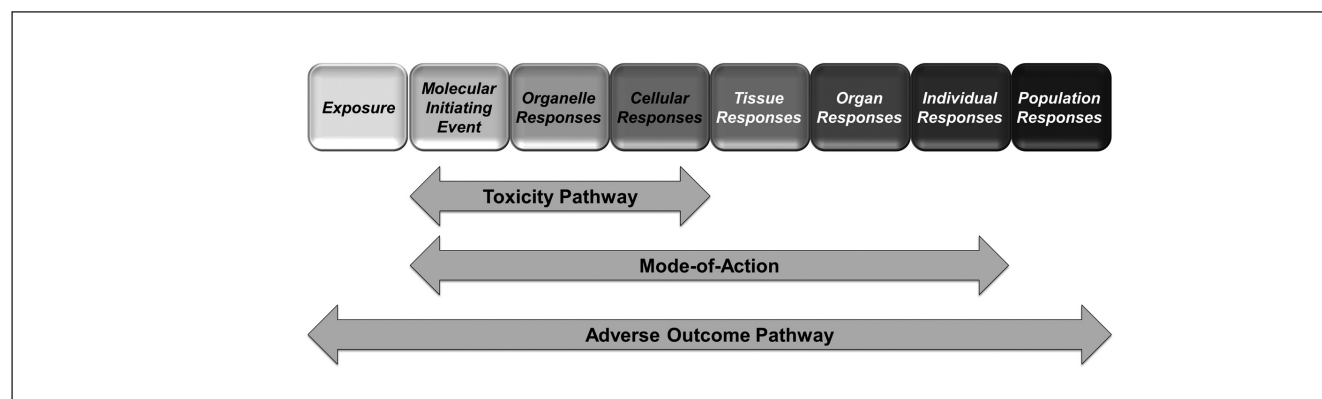 Exposure
Molecular
Initiating
Event
Organelle
Responses
Cellular
Responses
Tissue
Responses
Organ
Responses
Individual
Responses
Population
Responses
Toxicity Pathway
Mode-of-Action
Adverse Outcome Pathway